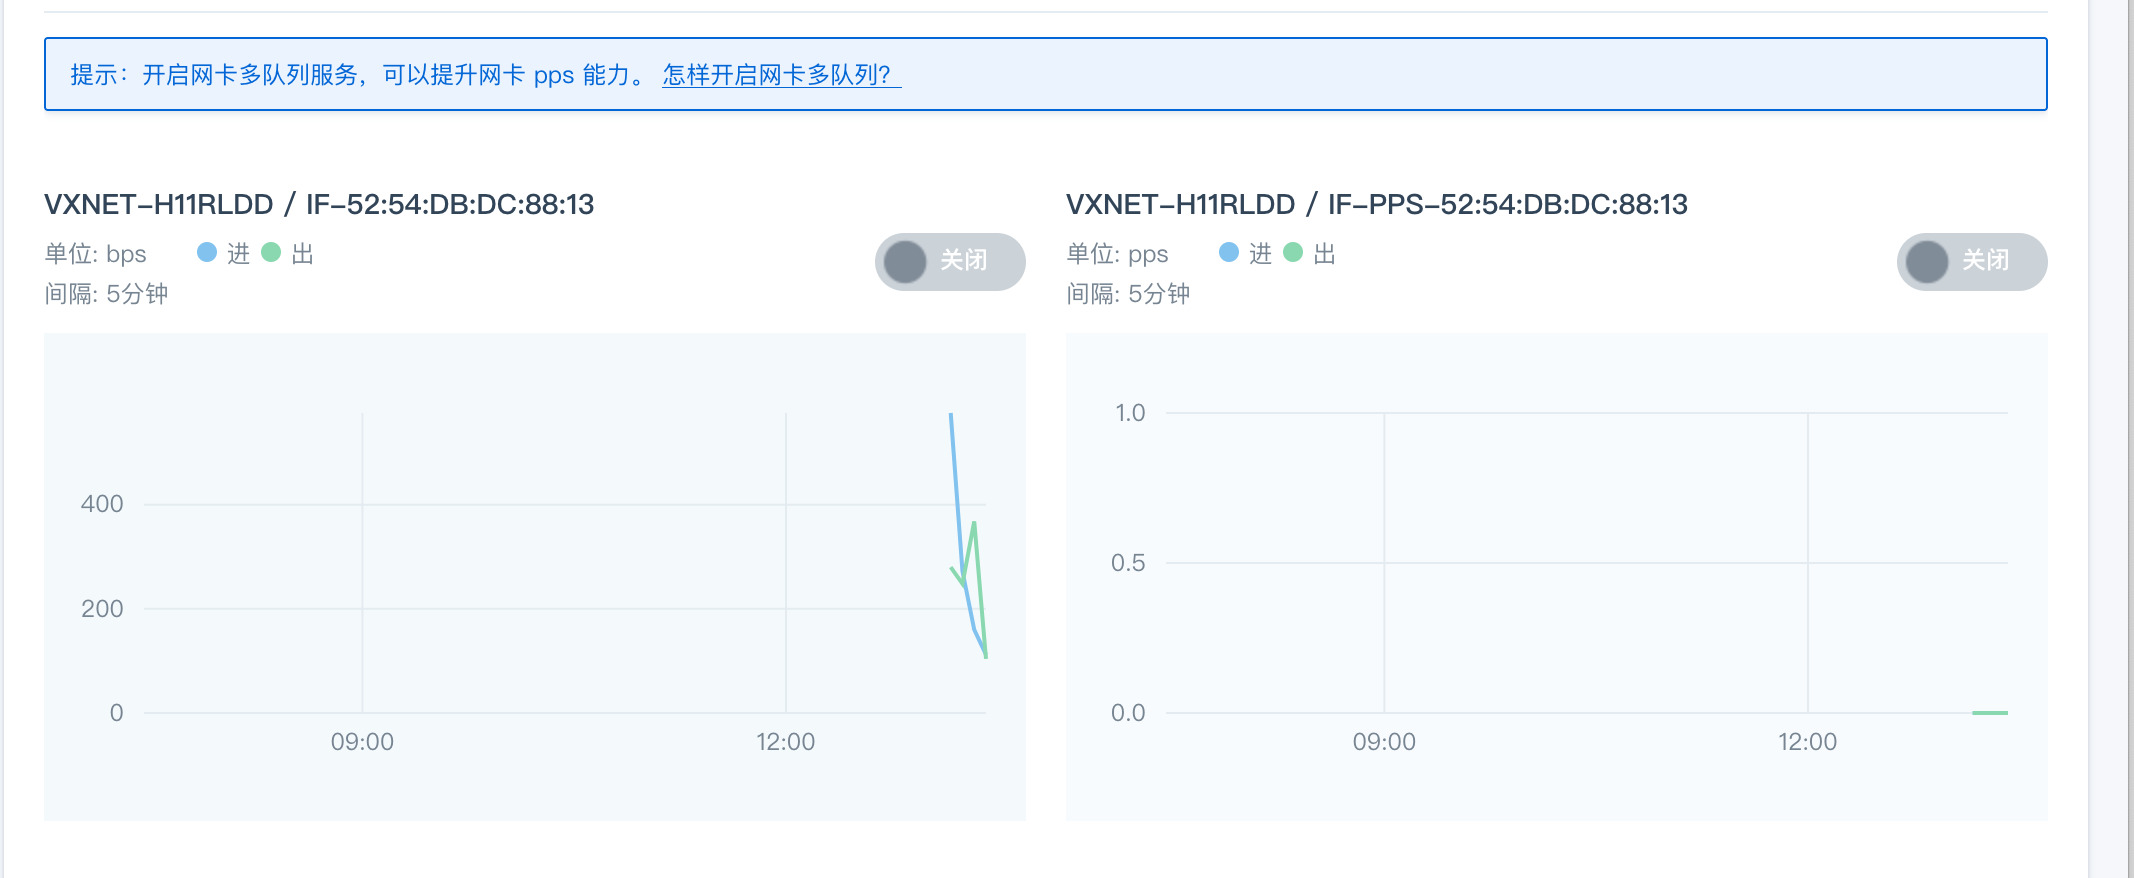 提示：开启网卡多队列服务，可以提升网卡 pps 能力。 怎样开启网卡多队列?
VXNET-H11RLDD / IF-52:54:DB:DC:88:13
单位: bps 进 出
关闭
间隔: 5分钟
400
200
0
09:00 12:00
VXNET-H11RLDD / IF-PPS-52:54:DB:DC:88:13
单位: pps 进 出
关闭
间隔: 5分钟
1.0
0.5
0.0
09:00 12:00